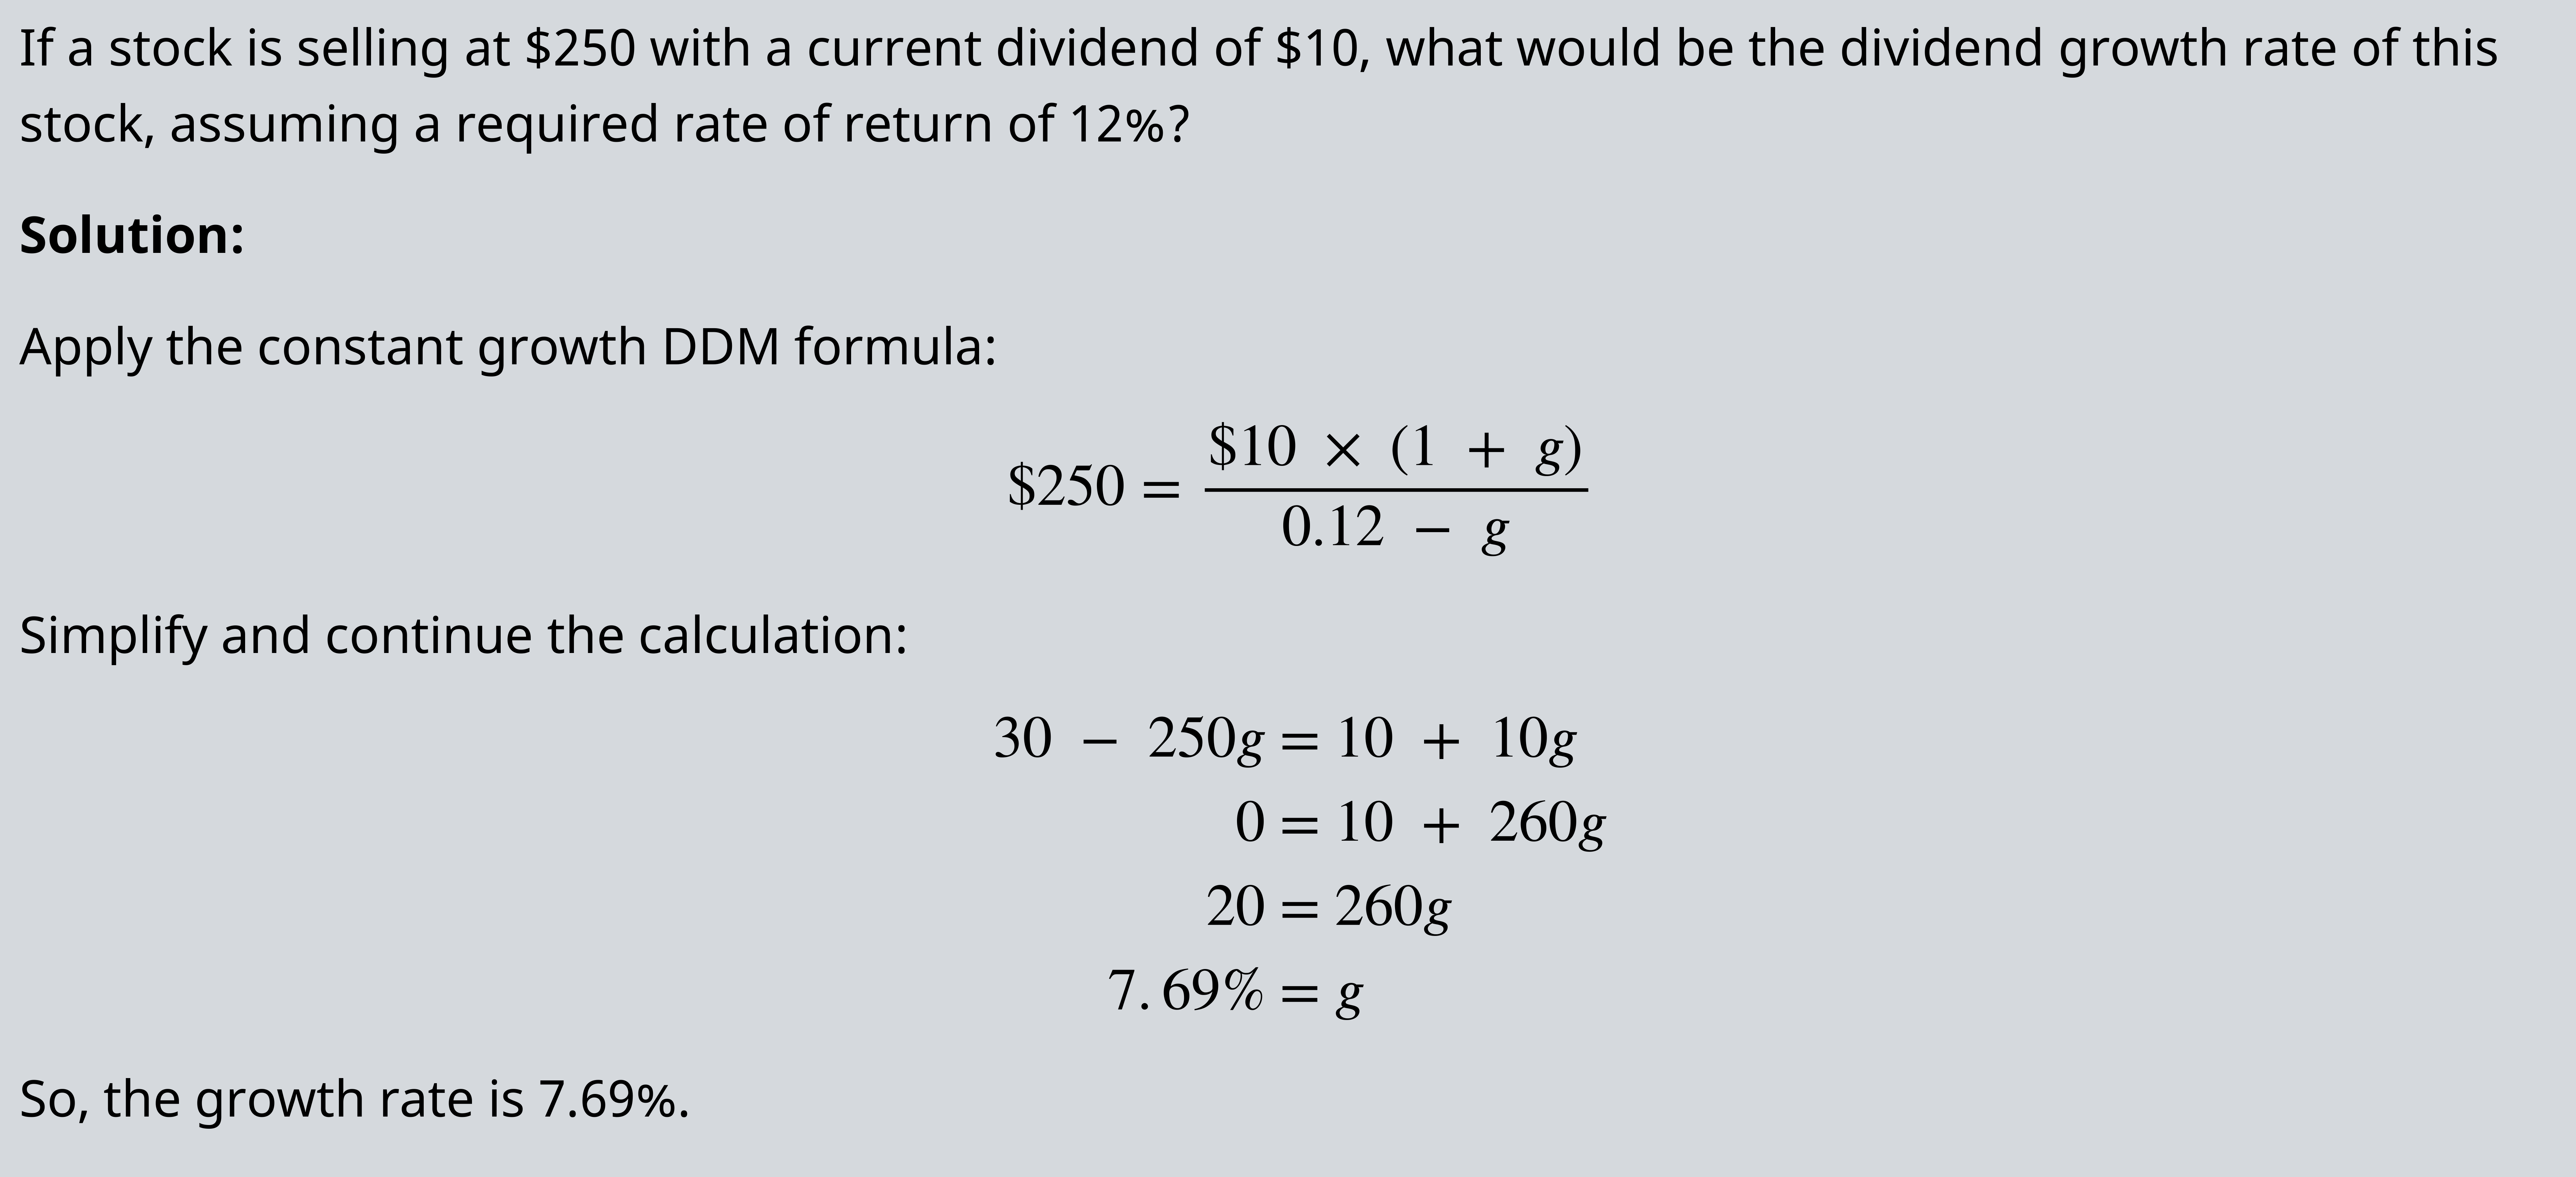 If a stock is selling at $250 with a current dividend of $10, what would be the dividend growth rate of this
stock, assuming a required rate of return of 12%?
Solution:
Apply the constant growth DDM formula:
$250 = \frac{$10 × (1 + g)}{0.12 − g}
Simplify and continue the calculation:
30 − 250g = 10 + 10g
0 = 10 + 260g
20 = 260g
7.69% = g
So, the growth rate is 7.69%.